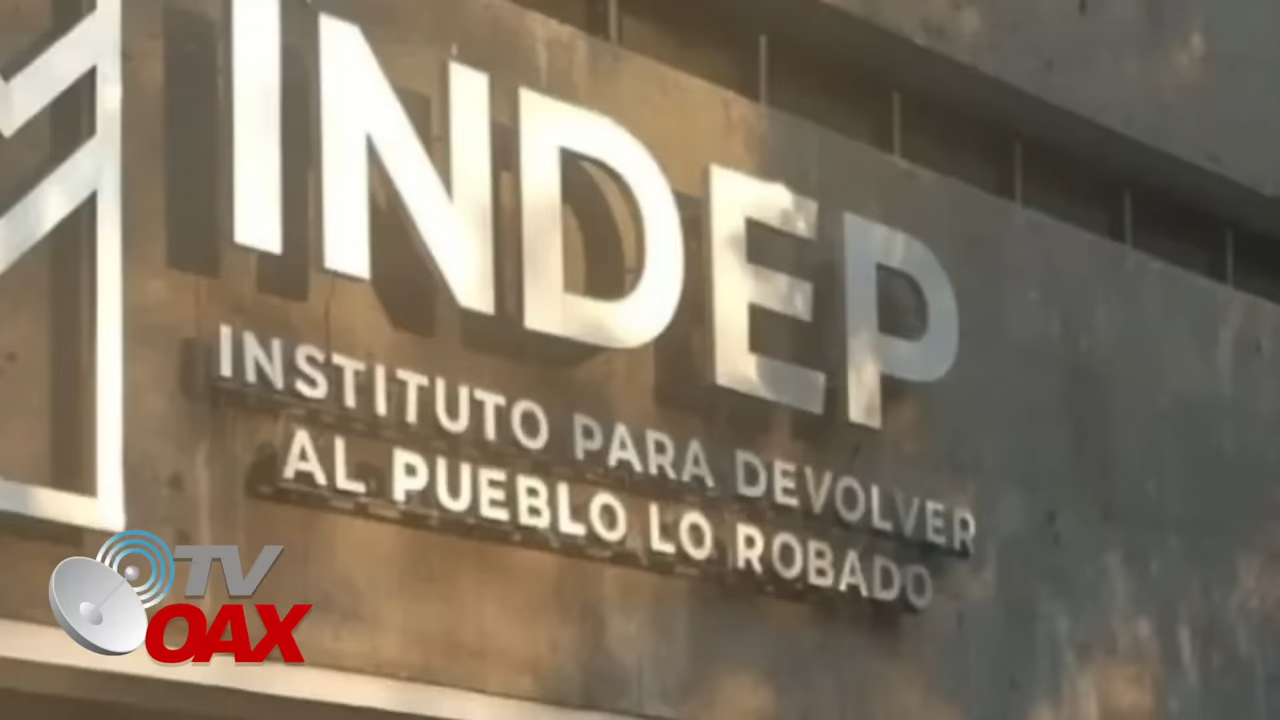 INDEP
INSTITUTO PARA DEVOLVER
AL PUEBLO LO ROBADO
TV
OAX